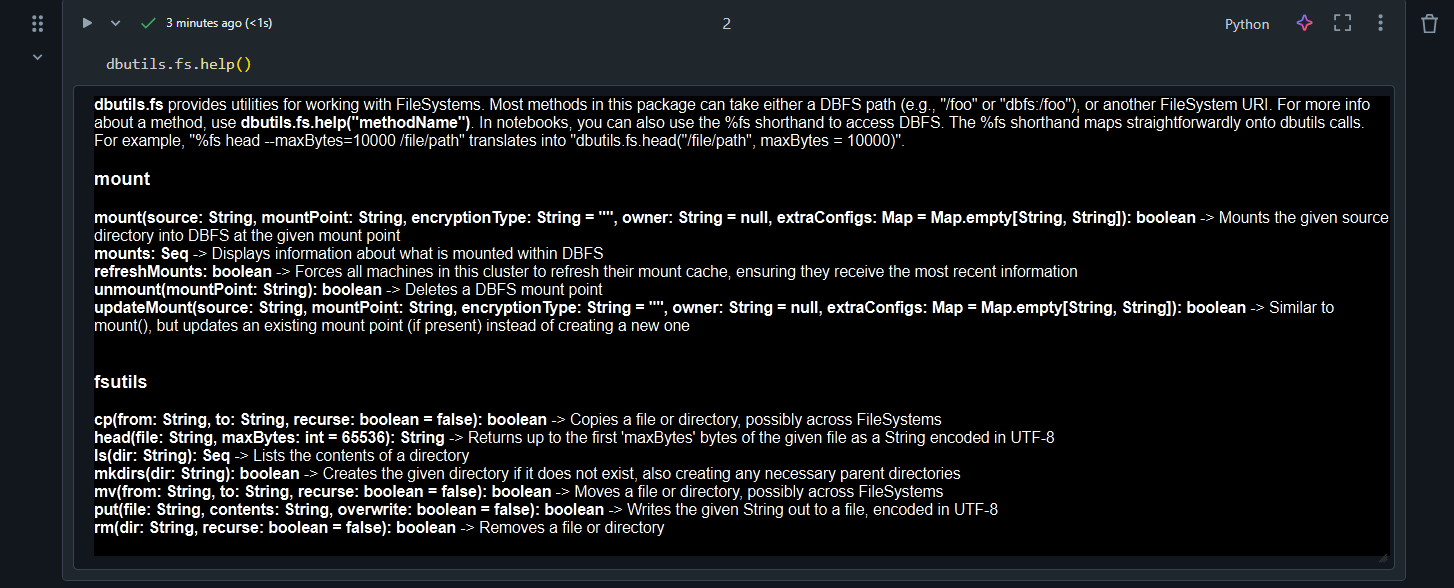 3 minutes ago (<1s)
2
Python
dbutils.fs.help()
dbutils.fs provides utilities for working with FileSystems. Most methods in this package can take either a DBFS path (e.g., "/foo" or "dbfs:/foo"), or another FileSystem URI. For more info
about a method, use dbutils.fs.help("methodName"). In notebooks, you can also use the %fs shorthand to access DBFS. The %fs shorthand maps straightforwardly onto dbutils calls.
For example, "%fs head --maxBytes=10000 /file/path" translates into "dbutils.fs.head("/file/path", maxBytes = 10000)".
mount
mount(source: String, mountPoint: String, encryptionType: String = "", owner: String = null, extraConfigs: Map = Map.empty[String, String]): boolean -> Mounts the given source
directory into DBFS at the given mount point
mounts: Seq -> Displays information about what is mounted within DBFS
refreshMounts: boolean -> Forces all machines in this cluster to refresh their mount cache, ensuring they receive the most recent information
unmount(mountPoint: String): boolean -> Deletes a DBFS mount point
updateMount(source: String, mountPoint: String, encryptionType: String = "", owner: String = null, extraConfigs: Map = Map.empty[String, String]): boolean -> Similar to
mount(), but updates an existing mount point (if present) instead of creating a new one
fsutils
cp(from: String, to: String, recurse: boolean = false): boolean -> Copies a file or directory, possibly across FileSystems
head(file: String, maxBytes: int = 65536): String -> Returns up to the first 'maxBytes' bytes of the given file as a String encoded in UTF-8
ls(dir: String): Seq -> Lists the contents of a directory
mkdirs(dir: String): boolean -> Creates the given directory if it does not exist, also creating any necessary parent directories
mv(from: String, to: String, recurse: boolean = false): boolean -> Moves a file or directory, possibly across FileSystems
put(file: String, contents: String, overwrite: boolean = false): boolean -> Writes the given String out to a file, encoded in UTF-8
rm(dir: String, recurse: boolean = false): boolean -> Removes a file or directory